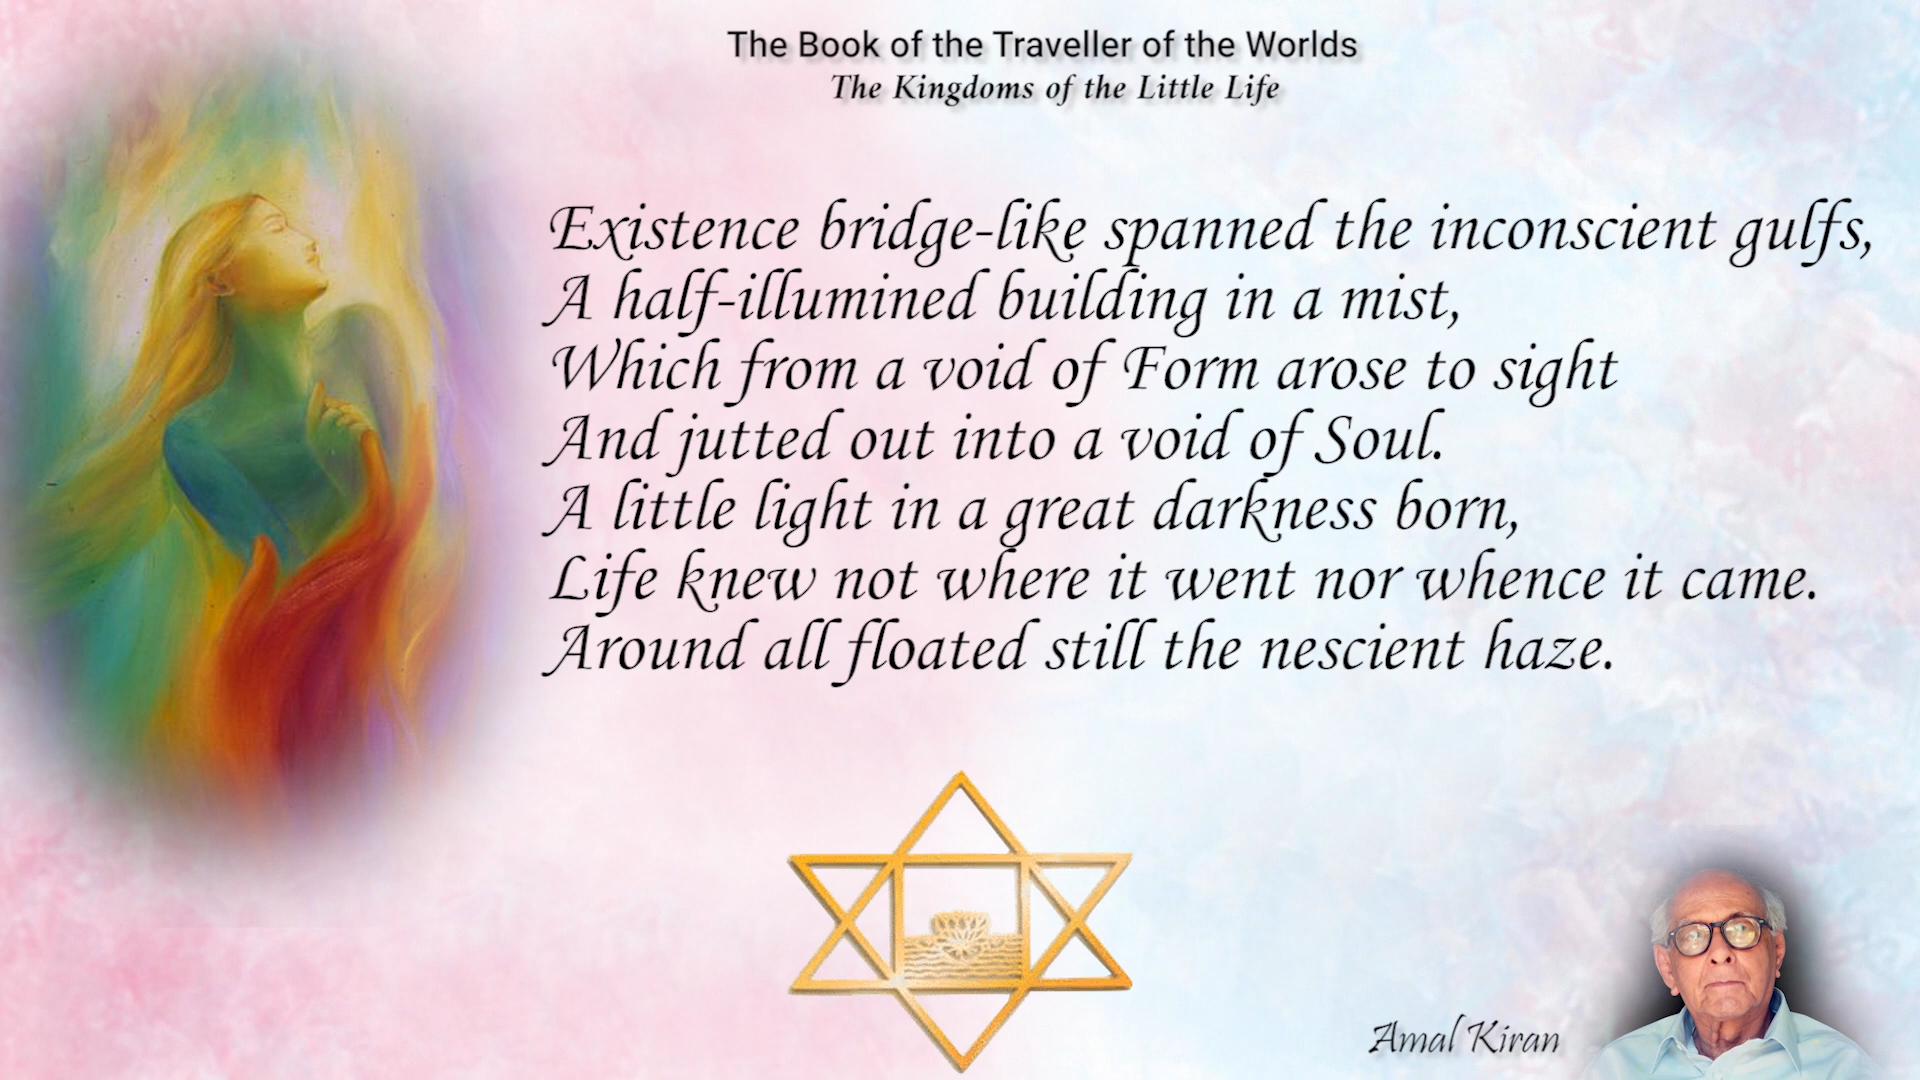 The Book of the Traveller of the Worlds
The Kingdoms of the Little Life
Existence bridge-like spanned the inconscient gulfs,
A half-illumined building in a mist,
Which from a void of Form arose to sight
And jutted out into a void of Soul.
A little light in a great darkness born,
Life knew not where it went nor whence it came.
Around all floated still the nescient haze.
Amal Kiran